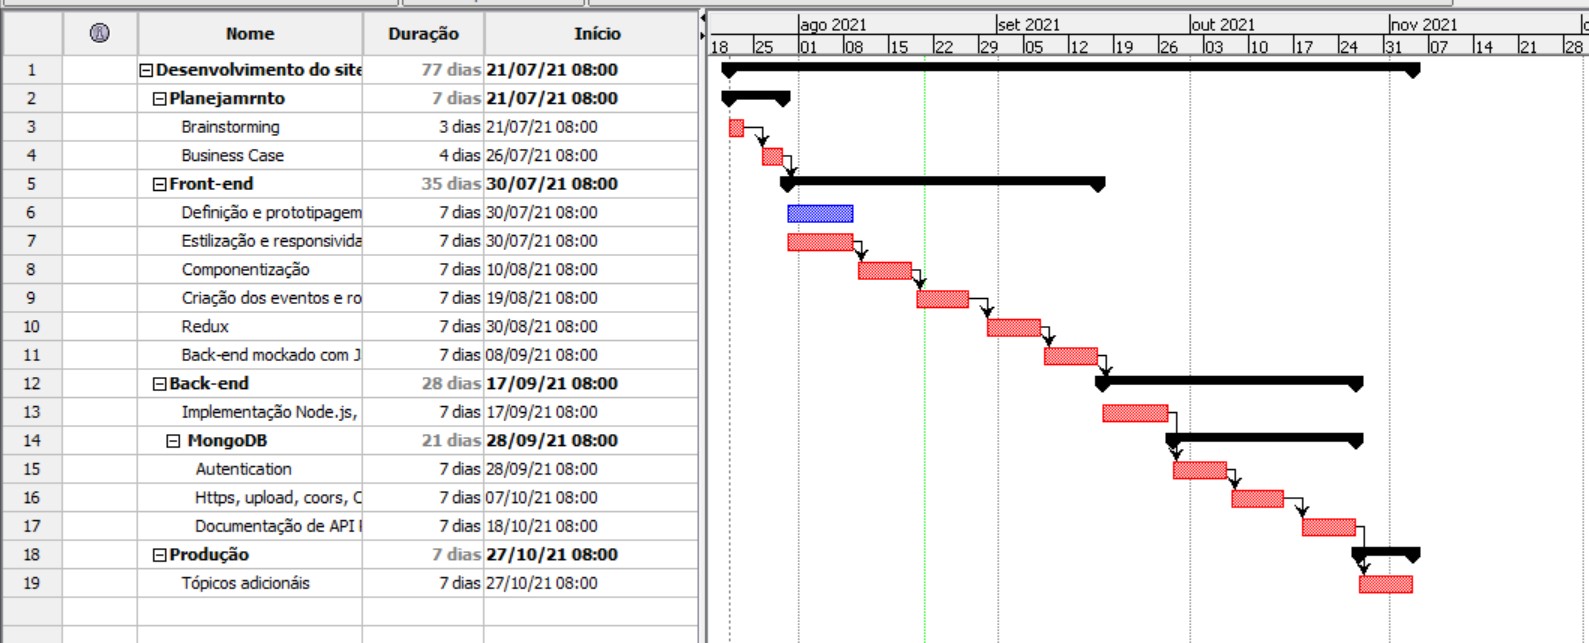 Nome Duração Início
1 Desenvolvimento do site 77 dias 21/07/21 08:00
2 Planejamrnto 7 dias 21/07/21 08:00
3 Brainstorming 3 dias 21/07/21 08:00
4 Business Case 4 dias 26/07/21 08:00
5 Front-end 35 dias 30/07/21 08:00
6 Definição e prototipagem 7 dias 30/07/21 08:00
7 Estilização e responsivida 7 dias 30/07/21 08:00
8 Componentização 7 dias 10/08/21 08:00
9 Criação dos eventos e ro 7 dias 19/08/21 08:00
10 Redux 7 dias 30/08/21 08:00
11 Back-end mockado com J 7 dias 08/09/21 08:00
12 Back-end 28 dias 17/09/21 08:00
13 Implementação Node.js, 7 dias 17/09/21 08:00
14 MongoDB 21 dias 28/09/21 08:00
15 Autentication 7 dias 28/09/21 08:00
16 Https, upload, coors, C 7 dias 07/10/21 08:00
17 Documentação de API 7 dias 18/10/21 08:00
18 Produção 7 dias 27/10/21 08:00
19 Tópicos adicionáis 7 dias 27/10/21 08:00
ago 2021 set 2021 out 2021 nov 2021
18 25 01 08 15 22 29 05 12 19 26 03 10 17 24 31 07 14 21 28